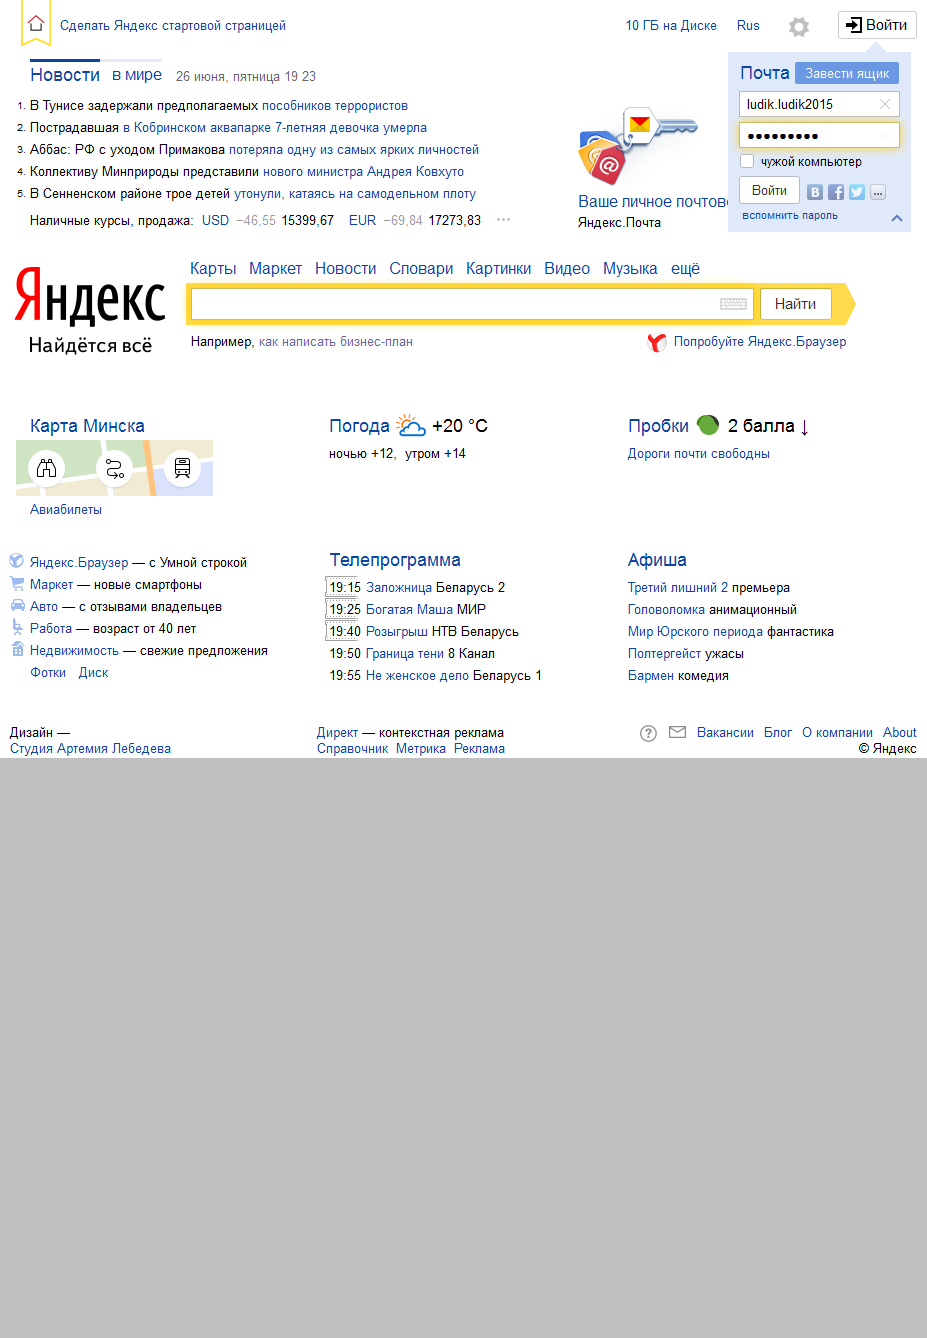 Сделать Яндекс стартовой страницей
10 ГБ на Диске Rus Войти
Новости в мире 26 июня, пятница 19 23
1. В Тунисе задержали предполагаемых пособников террористов
2. Пострадавшая в Кобринском аквапарке 7-летняя девочка умерла
3. Аббас: РФ с уходом Примакова потеряла одну из самых ярких личностей
4. Коллективу Минприроды представили нового министра Андрея Ковхуто
5. В Сенненском районе трое детей утонули, катаясь на самодельном плоту
Наличные курсы, продажа: USD −46,55 15399,67 EUR −69,84 17273,83
@
Ваше личное почтово
Яндекс.Почта
Почта Завести ящик
ludik.ludik2015
●●●●●●●●●
чужой компьютер
Войти В f
вспомнить пароль
Яндекс
Найдётся всё
Карты Маркет Новости Словари Картинки Видео Музыка ещё
Найти
Например, как написать бизнес-план
Попробуйте Яндекс.Браузер
Карта Минска
Авиабилеты
Погода +20 °C
ночью +12, утром +14
Пробки 2 балла ↓
Дороги почти свободны
Яндекс.Браузер — с Умной строкой
Маркет — новые смартфоны
Авто — с отзывами владельцев
Работа — возраст от 40 лет
Недвижимость — свежие предложения
Фотки Диск
Телепрограмма
19:15 Заложница Беларусь 2
19:25 Богатая Маша МИР
19:40 Розыгрыш НТВ Беларусь
19:50 Граница тени 8 Канал
19:55 Не женское дело Беларусь 1
Афиша
Третий лишний 2 премьера
Головоломка анимационный
Мир Юрского периода фантастика
Полтергейст ужасы
Бармен комедия
Дизайн —
Студия Артемия Лебедева
Директ — контекстная реклама
Справочник Метрика Реклама
? Вакансии Блог О компании About
© Яндекс